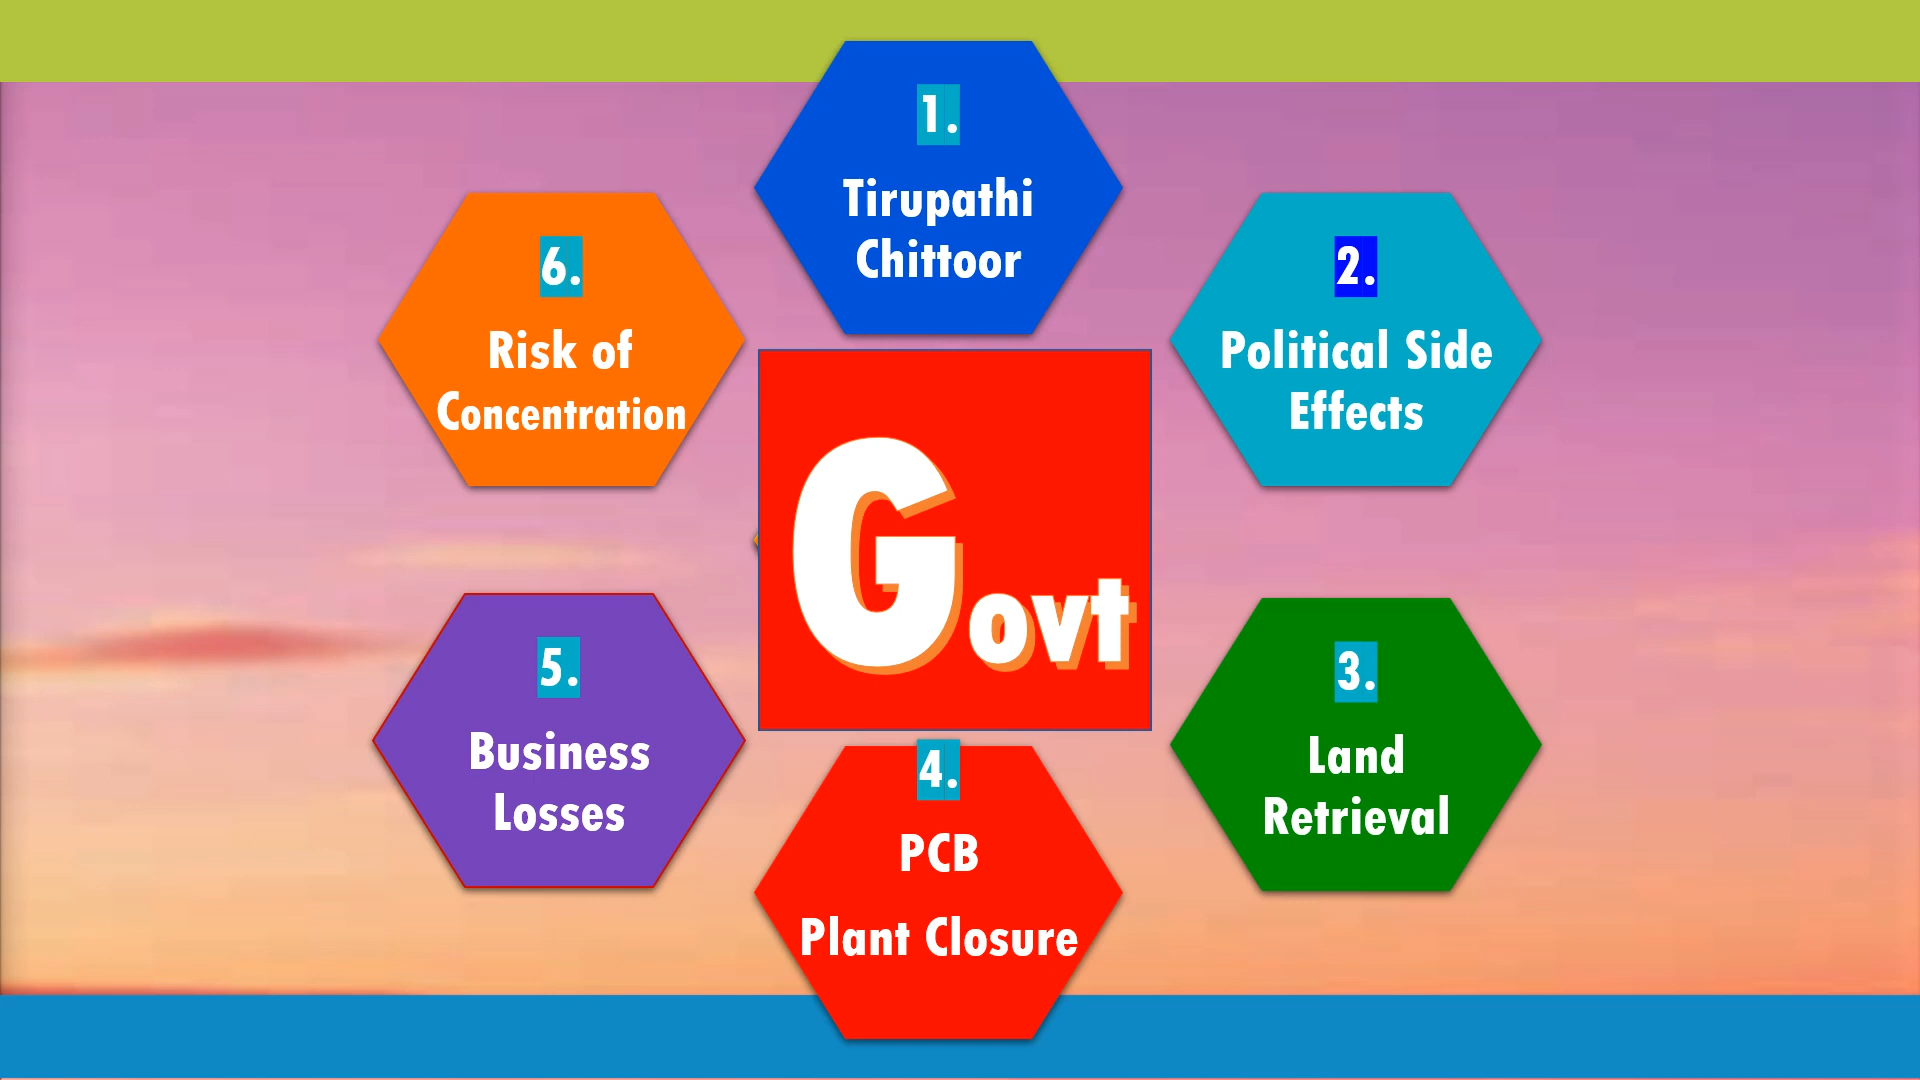 1.
Tirupathi
Chittoor
2.
Political Side
Effects
3.
Land
Retrieval
4.
PCB
Plant Closure
5.
Business
Losses
6.
Risk of
Concentration
Govt